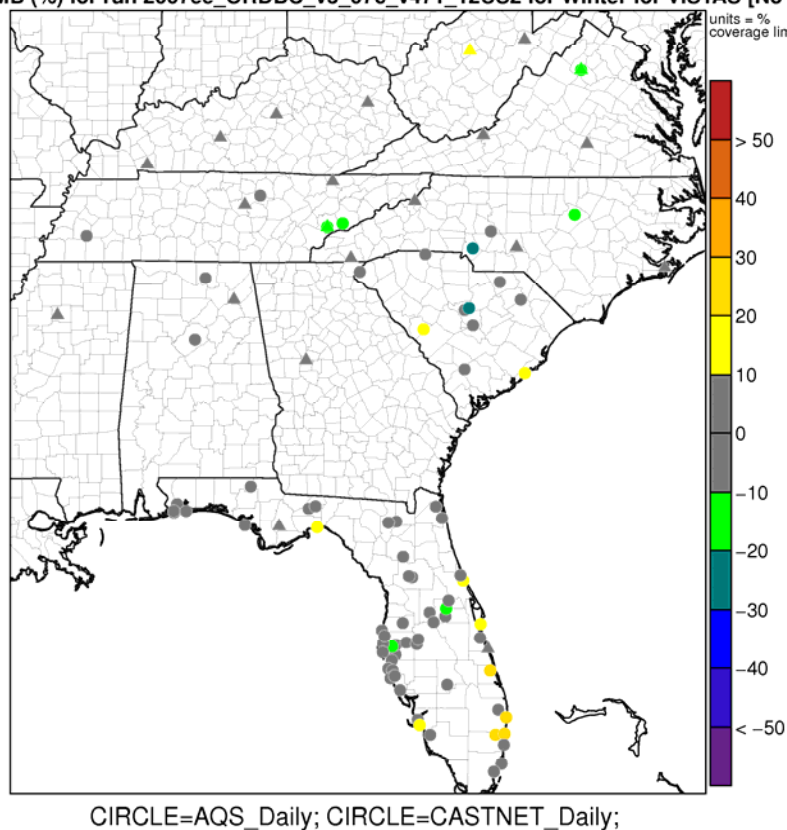 (%) for run 2007ee_ for winter for VISTAS [No
units = %
coverage lim
> 50
40
30
20
10
0
−10
−20
−30
−40
< −50
CIRCLE=AQS_Daily; CIRCLE=CASTNET_Daily;